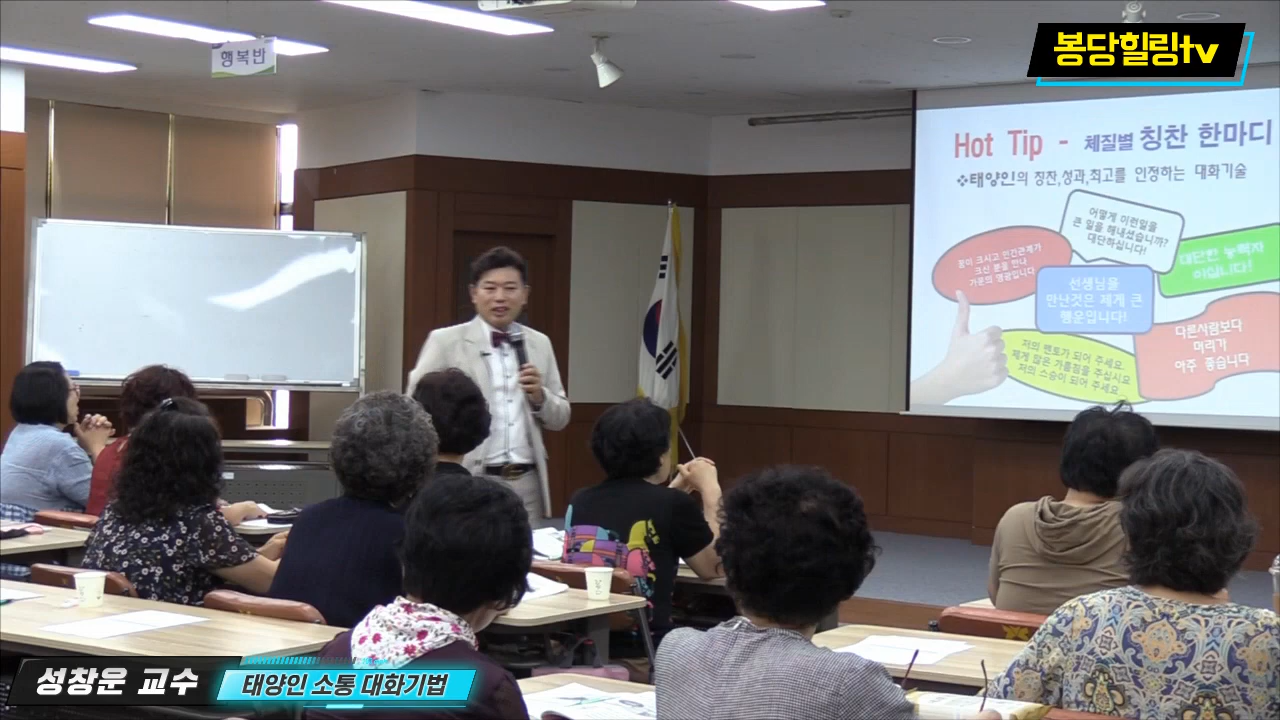 행복반
봉당힐링tv
Hot Tip - 체질별 칭찬 한마디
❖태양인의 칭찬,성과,최고를 인정하는 대화기술
어떻게 이런일을
큰 일을 해내셨습니까?
대단하십니다!
꿈이 크시고 인간관계가
크신 분을 만나
가문의 영광입니다
대단한 능력자
이십니다!
선생님을
만난것은 제게 큰
행운입니다!
다른사람보다
머리가
아주 좋습니다
저의 멘토가 되어 주세요.
제게 많은 가르침을 주십시요
저의 스승이 되어 주세요
성창운 교수
태양인 소통 대화기법